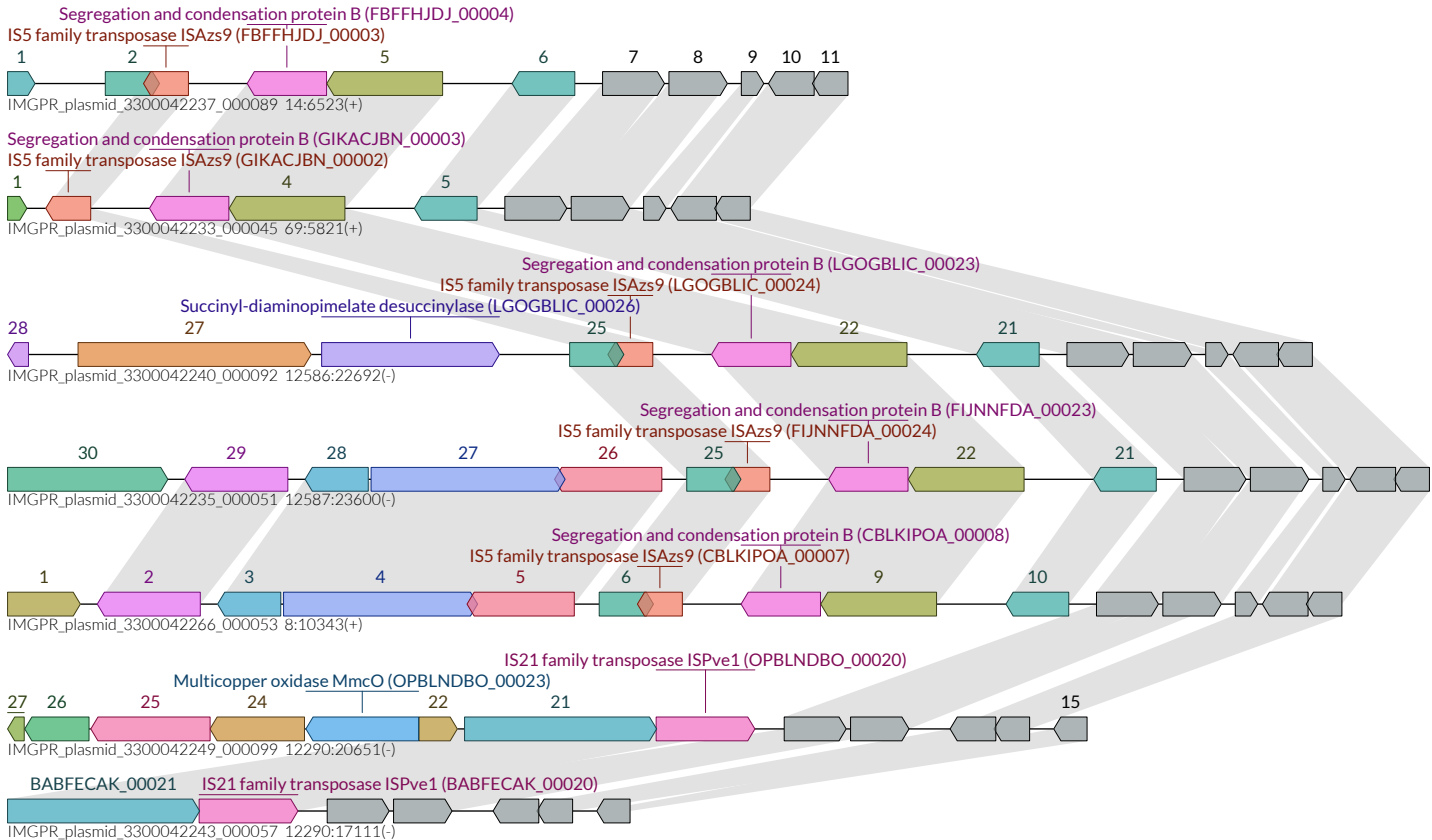 Segregation and condensation protein B (FBFFHJDJ_00004)
IS5 family transposase ISAzs9 (FBFFHJDJ_00003)
1 2 5 6 7 8 9 10 11
IMGPR_plasmid_3300042237_000089 14:6523(+)
Segregation and condensation protein B (GIKACJBN_00003)
IS5 family transposase ISAzs9 (GIKACJBN_00002)
1 4 5
IMGPR_plasmid_3300042233_000045 69:5821(+)
Segregation and condensation protein B (LGOGBLIC_00023)
IS5 family transposase ISAzs9 (LGOGBLIC_00024)
Succinyl-diaminopimelate desuccinylase (LGOGBLIC_00026)
28 27 25 22 21
IMGPR_plasmid_3300042240_000092 12586:22692(-)
Segregation and condensation protein B (FIJNNFDA_00023)
IS5 family transposase ISAzs9 (FIJNNFDA_00024)
30 29 28 27 26 25 22 21
IMGPR_plasmid_3300042235_000051 12587:23600(-)
Segregation and condensation protein B (CBLKIPOA_00008)
IS5 family transposase ISAzs9 (CBLKIPOA_00007)
1 2 3 4 5 6 9 10
IMGPR_plasmid_3300042266_000053 8:10343(+)
IS21 family transposase ISPve1 (OPBLNDBO_00020)
Multicopper oxidase MmcO (OPBLNDBO_00023)
27 26 25 24 22 21 15
IMGPR_plasmid_3300042249_000099 12290:20651(-)
BABFECAK_00021 IS21 family transposase ISPve1 (BABFECAK_00020)
IMGPR_plasmid_3300042243_000057 12290:17111(-)